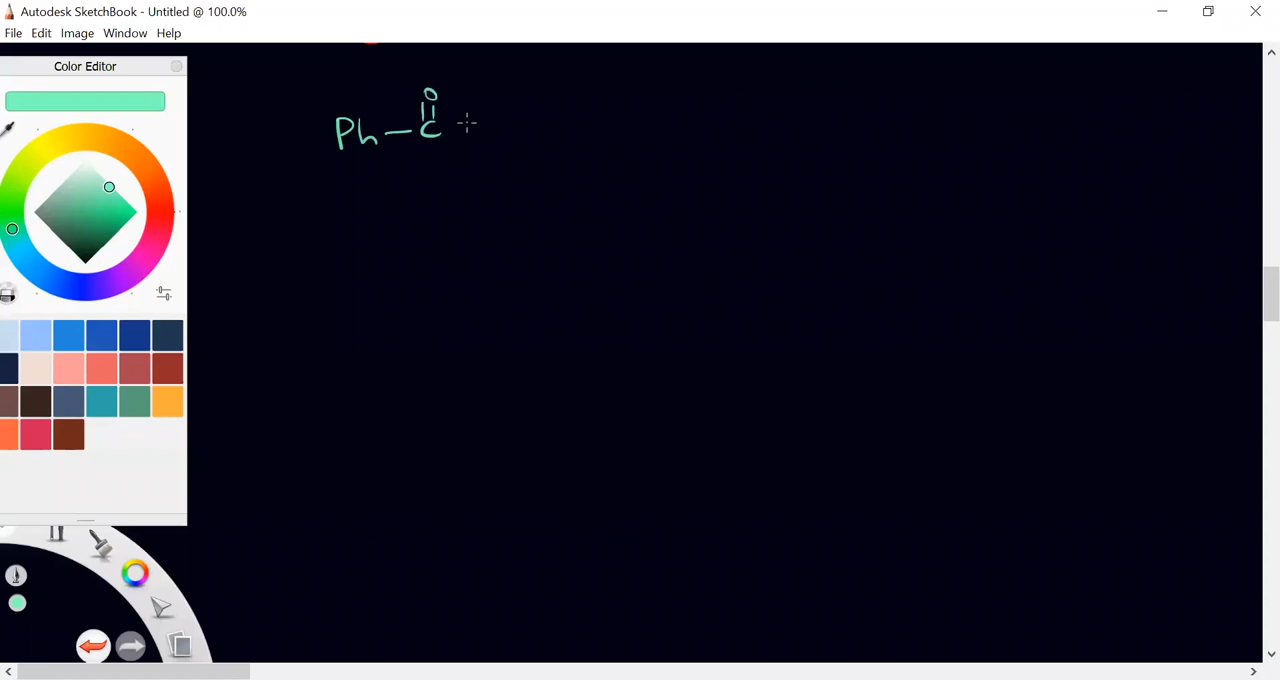 Autodesk SketchBook - Untitled @ 100.0%
File Edit Image Window Help
Color Editor
O
Ph — C